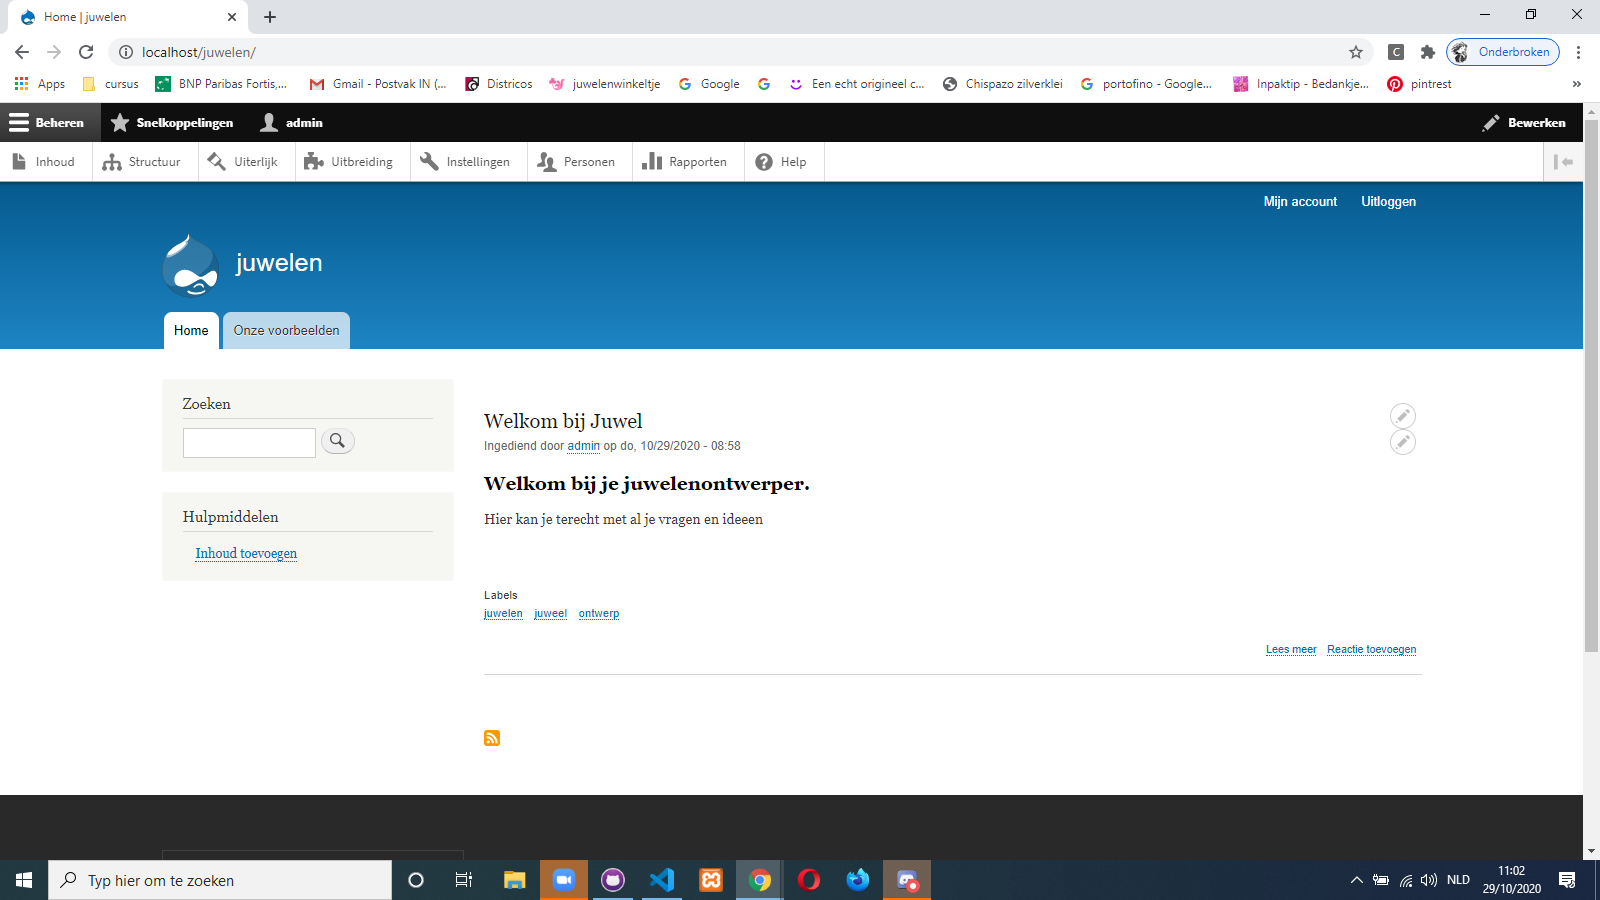 Home | juwelen
localhost/juwelen/
Onderbroken
Apps cursus BNP Paribas Fortis,... Gmail - Postvak IN (... Districos juwelenwinkeltje Google Een echt origineel c... Chispazo zilverklei portofino - Google... Inpaktip - Bedankje... pintrest »
Beheren Snelkoppelingen admin Bewerken
Inhoud Structuur Uiterlijk Uitbreiding Instellingen Personen Rapporten Help
Mijn account Uitloggen
juwelen
Home Onze voorbeelden
Zoeken
Hulpmiddelen
Inhoud toevoegen
Welkom bij Juwel
Ingediend door admin op do, 10/29/2020 - 08:58
Welkom bij je juwelenontwerper.
Hier kan je terecht met al je vragen en ideeen
Labels
juwelen juweel ontwerp
Lees meer Reactie toevoegen
Typ hier om te zoeken
NLD
11:02
29/10/2020